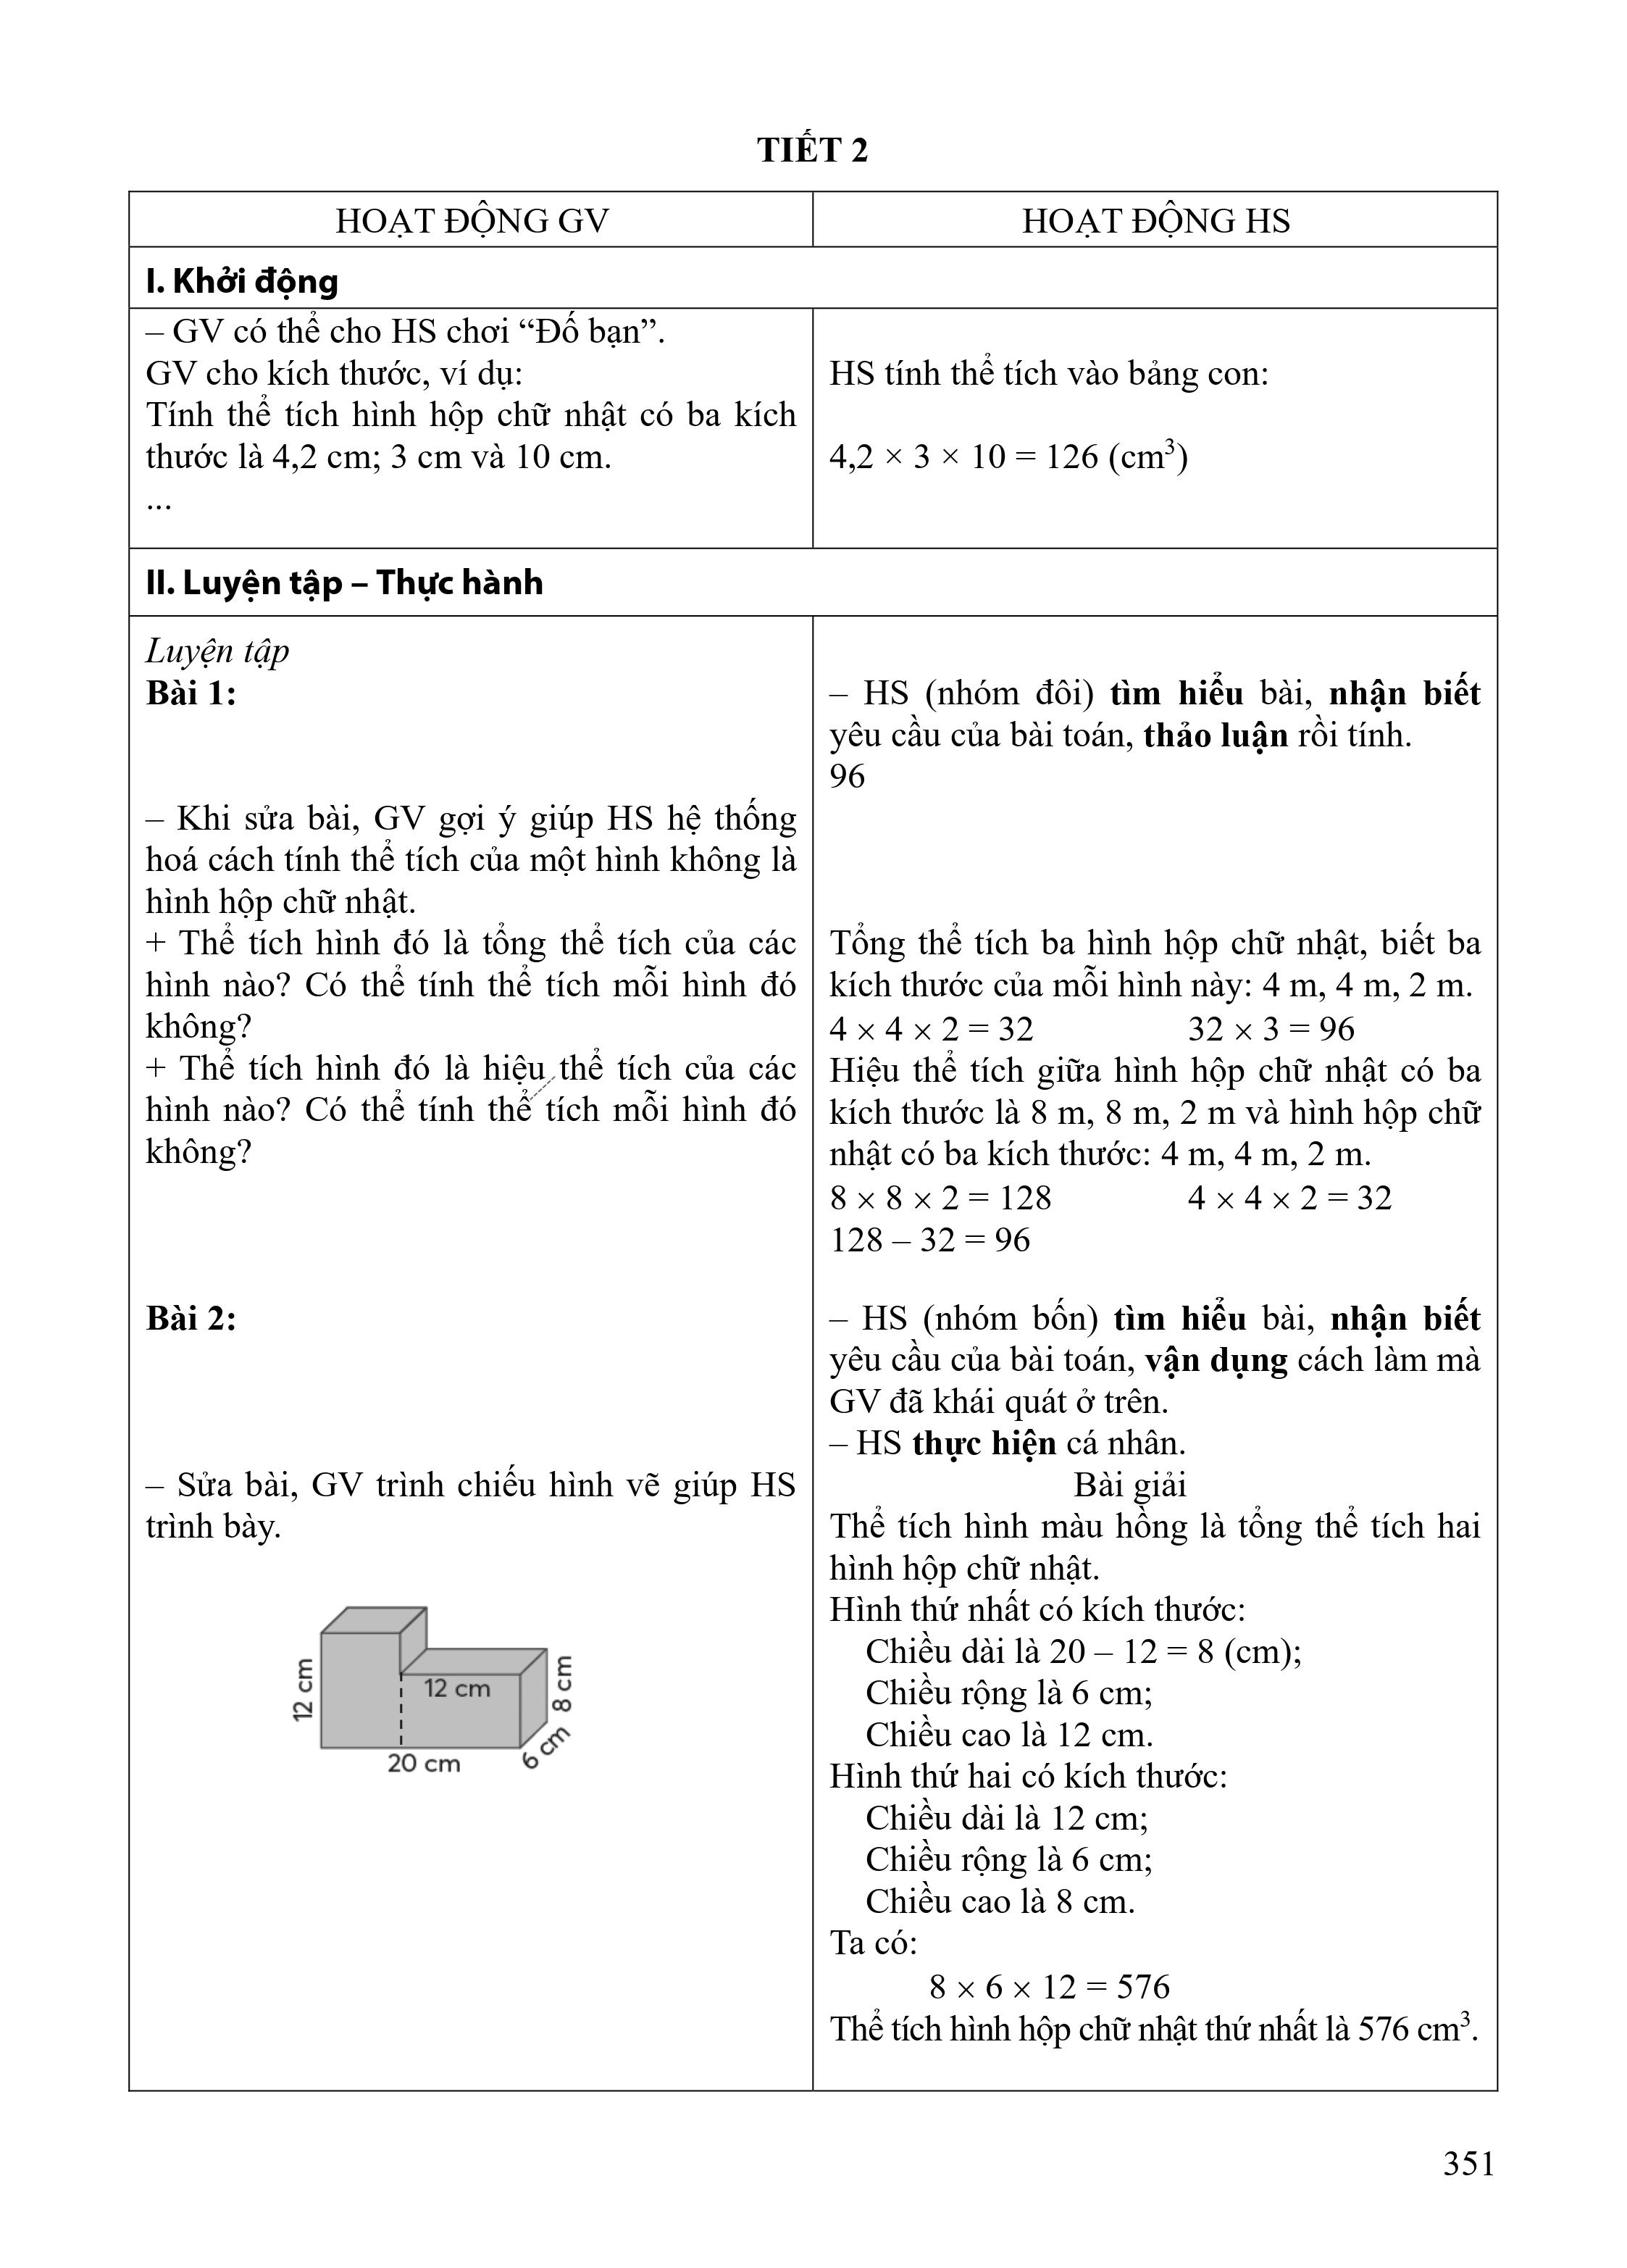 TIẾT 2
HOẠT ĐỘNG GV
HOẠT ĐỘNG HS
I. Khởi động
– GV có thể cho HS chơi “Đố bạn”.
GV cho kích thước, ví dụ:
Tính thể tích hình hộp chữ nhật có ba kích
thước là 4,2 cm; 3 cm và 10 cm.
...
HS tính thể tích vào bảng con:
4,2 × 3 × 10 = 126 (cm³)
II. Luyện tập – Thực hành
Luyện tập
Bài 1:
– Khi sửa bài, GV gợi ý giúp HS hệ thống
hoá cách tính thể tích của một hình không là
hình hộp chữ nhật.
+ Thể tích hình đó là tổng thể tích của các
hình nào? Có thể tính thể tích mỗi hình đó
không?
+ Thể tích hình đó là hiệu thể tích của các
hình nào? Có thể tính thể tích mỗi hình đó
không?
– HS (nhóm đôi) tìm hiểu bài, nhận biết
yêu cầu của bài toán, thảo luận rồi tính.
96
Tổng thể tích ba hình hộp chữ nhật, biết ba
kích thước của mỗi hình này: 4 m, 4 m, 2 m.
4 × 4 × 2 = 32 32 × 3 = 96
Hiệu thể tích giữa hình hộp chữ nhật có ba
kích thước là 8 m, 8 m, 2 m và hình hộp chữ
nhật có ba kích thước: 4 m, 4 m, 2 m.
8 × 8 × 2 = 128 4 × 4 × 2 = 32
128 – 32 = 96
Bài 2:
– Sửa bài, GV trình chiếu hình vẽ giúp HS
trình bày.
12 cm
12 cm
8 cm
20 cm
6 cm
– HS (nhóm bốn) tìm hiểu bài, nhận biết
yêu cầu của bài toán, vận dụng cách làm mà
GV đã khái quát ở trên.
– HS thực hiện cá nhân.
Bài giải
Thể tích hình màu hồng là tổng thể tích hai
hình hộp chữ nhật.
Hình thứ nhất có kích thước:
Chiều dài là 20 – 12 = 8 (cm);
Chiều rộng là 6 cm;
Chiều cao là 12 cm.
Hình thứ hai có kích thước:
Chiều dài là 12 cm;
Chiều rộng là 6 cm;
Chiều cao là 8 cm.
Ta có:
8 × 6 × 12 = 576
Thể tích hình hộp chữ nhật thứ nhất là 576 cm³.
351